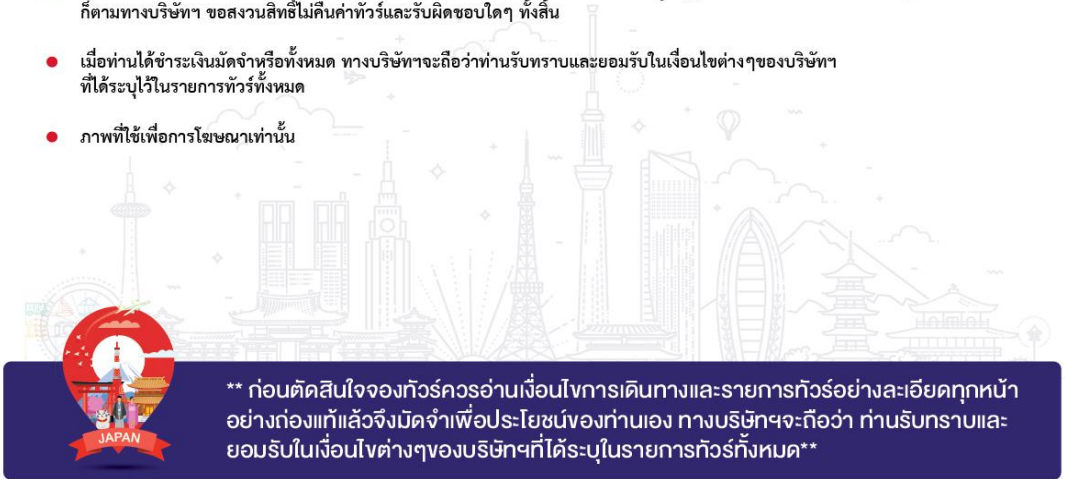 ก็ตามทางบริษัทฯ ขอสงวนสิทธิ์ไม่คืนค่าทัวร์และรับผิดชอบใดๆ ทั้งสิ้น
เมื่อท่านได้ชำระเงินมัดจำหรือทั้งหมด ทางบริษัทฯจะถือว่าท่านรับทราบและยอมรับในเงื่อนไขต่างๆของบริษัทฯ
ที่ได้ระบุไว้ในรายการทัวร์ทั้งหมด
ภาพที่ใช้เพื่อการโฆษณาเท่านั้น
** ก่อนตัดสินใจจองทัวร์ควรอ่านเงื่อนไขการเดินทางและรายการทัวร์อย่างละเอียดทุกหน้า
อย่างถ่องแท้แล้วจึงมัดจำเพื่อประโยชน์ของท่านเอง ทางบริษัทฯจะถือว่า ท่านรับทราบและ
ยอมรับในเงื่อนไขต่างๆของบริษัทฯที่ได้ระบุในรายการทัวร์ทั้งหมด**
JAPAN